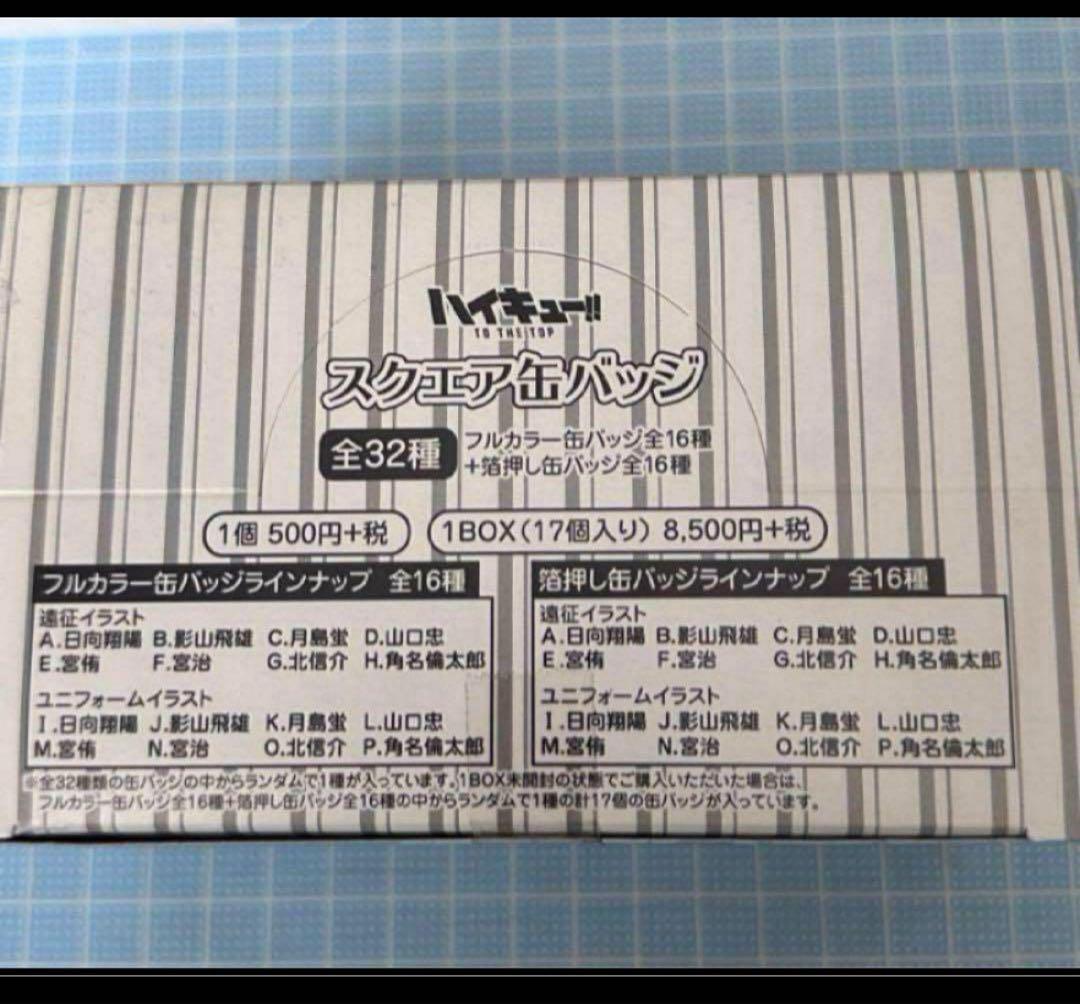 ハイキュー!!
TO THE TOP
スクエア缶バッジ
全32種 フルカラー缶バッジ全16種
+箔押し缶バッジ全16種
1個 500円+税
1BOX(17個入り) 8,500円+税
フルカラー缶バッジラインナップ 全16種
遠征イラスト
A.日向翔陽 B.影山飛雄 C.月島蛍 D.山口忠
E.宮侑 F.宮治 G.北信介 H.角名倫太郎
ユニフォームイラスト
I.日向翔陽 J.影山飛雄 K.月島蛍 L.山口忠
M.宮侑 N.宮治 O.北信介 P.角名倫太郎
箔押し缶バッジラインナップ 全16種
遠征イラスト
A.日向翔陽 B.影山飛雄 C.月島蛍 D.山口忠
E.宮侑 F.宮治 G.北信介 H.角名倫太郎
ユニフォームイラスト
I.日向翔陽 J.影山飛雄 K.月島蛍 L.山口忠
M.宮侑 N.宮治 O.北信介 P.角名倫太郎
※全32種類の缶バッジの中からランダムで1種が入っています。1BOX未開封の状態でご購入いただいた場合は、
フルカラー缶バッジ全16種+箔押し缶バッジ全16種の中からランダムで1種の計17個の缶バッジが入っています。